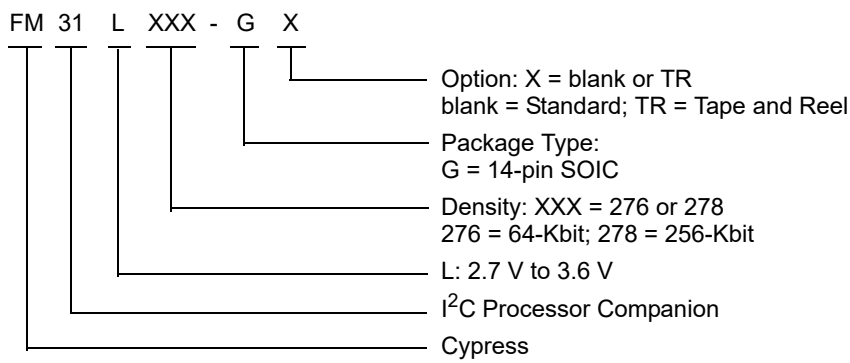 FM 31 L XXX - G X
Option: X = blank or TR
blank = Standard; TR = Tape and Reel
Package Type:
G = 14-pin SOIC
Density: XXX = 276 or 278
276 = 64-Kbit; 278 = 256-Kbit
L: 2.7 V to 3.6 V
I²C Processor Companion
Cypress